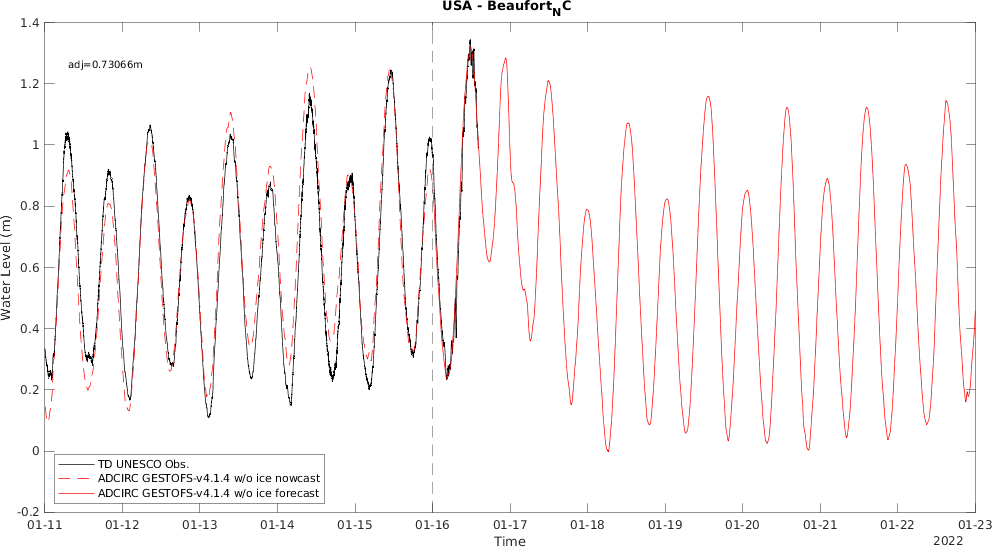 USA - Beaufort_NC
1.4
1.2
1
0.8
0.6
0.4
0.2
0
-0.2
Water Level (m)
adj=0.73066m
TD UNESCO Obs.
ADCIRC GESTOFS-v4.1.4 w/o ice nowcast
ADCIRC GESTOFS-v4.1.4 w/o ice forecast
01-11 01-12 01-13 01-14 01-15 01-16 01-17 01-18 01-19 01-20 01-21 01-22 01-23
Time
2022